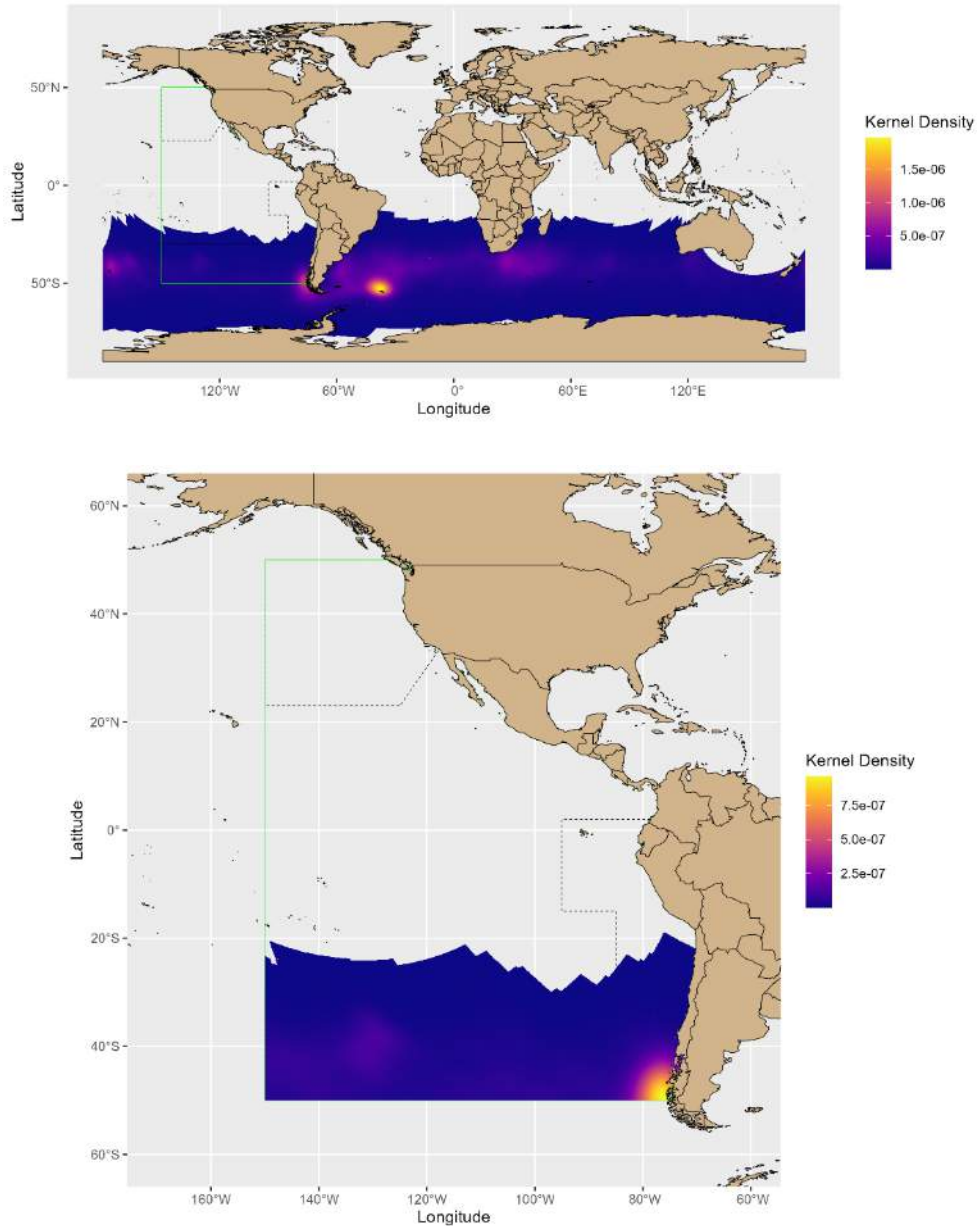 50°N
0°
50°S
Latitude
120°W
60°W
0°
60°E
120°E
Longitude
Kernel Density
1.5e-06
1.0e-06
5.0e-07
60°N
40°N
20°N
0°
20°S
40°S
60°S
Latitude
160°W
140°W
120°W
100°W
80°W
60°W
Longitude
Kernel Density
7.5e-07
5.0e-07
2.5e-07